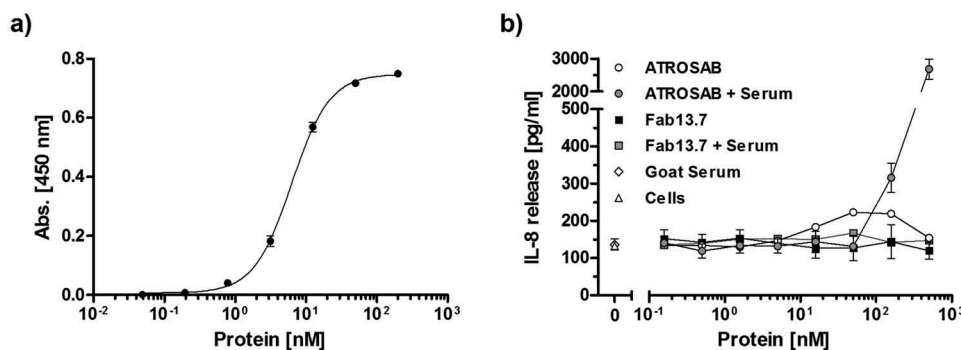 a)
0.8
0.6
0.4
0.2
0.0
Abs. [450 nm]
10⁻² 10⁻¹ 10⁰ 10¹ 10² 10³
Protein [nM]
b)
3000
2000
500
400
300
200
100
0
IL-8 release [pg/ml]
ATROSAB
ATROSAB + Serum
Fab13.7
Fab13.7 + Serum
Goat Serum
Cells
0 10⁻¹ 10⁰ 10¹ 10² 10³
Protein [nM]